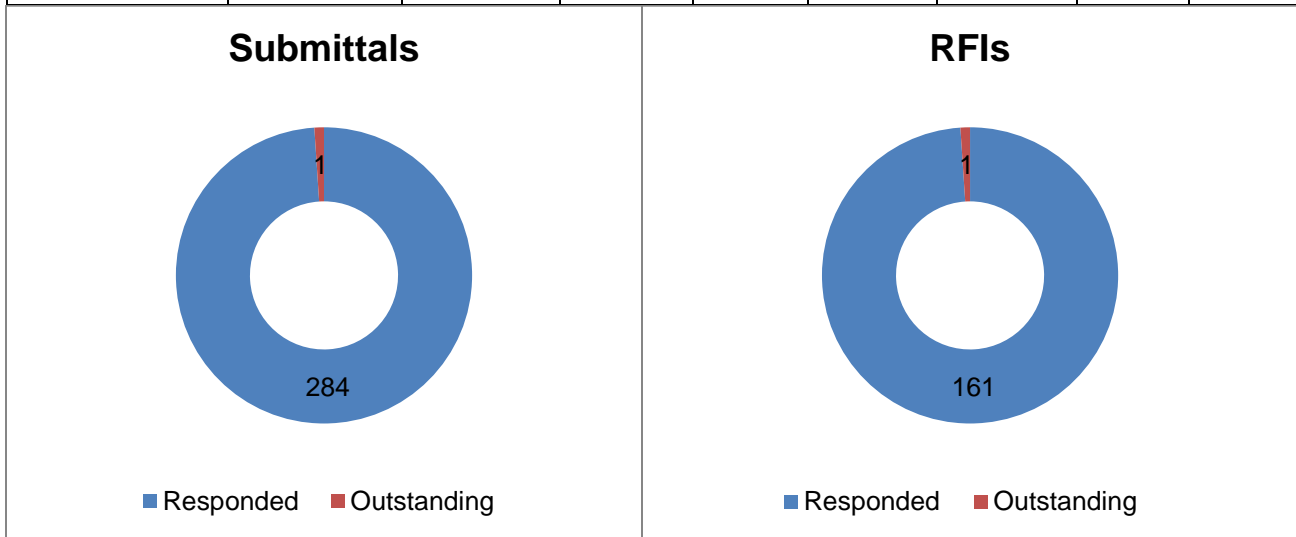 Submittals
1
284
Responded Outstanding
RFIs
1
161
Responded Outstanding